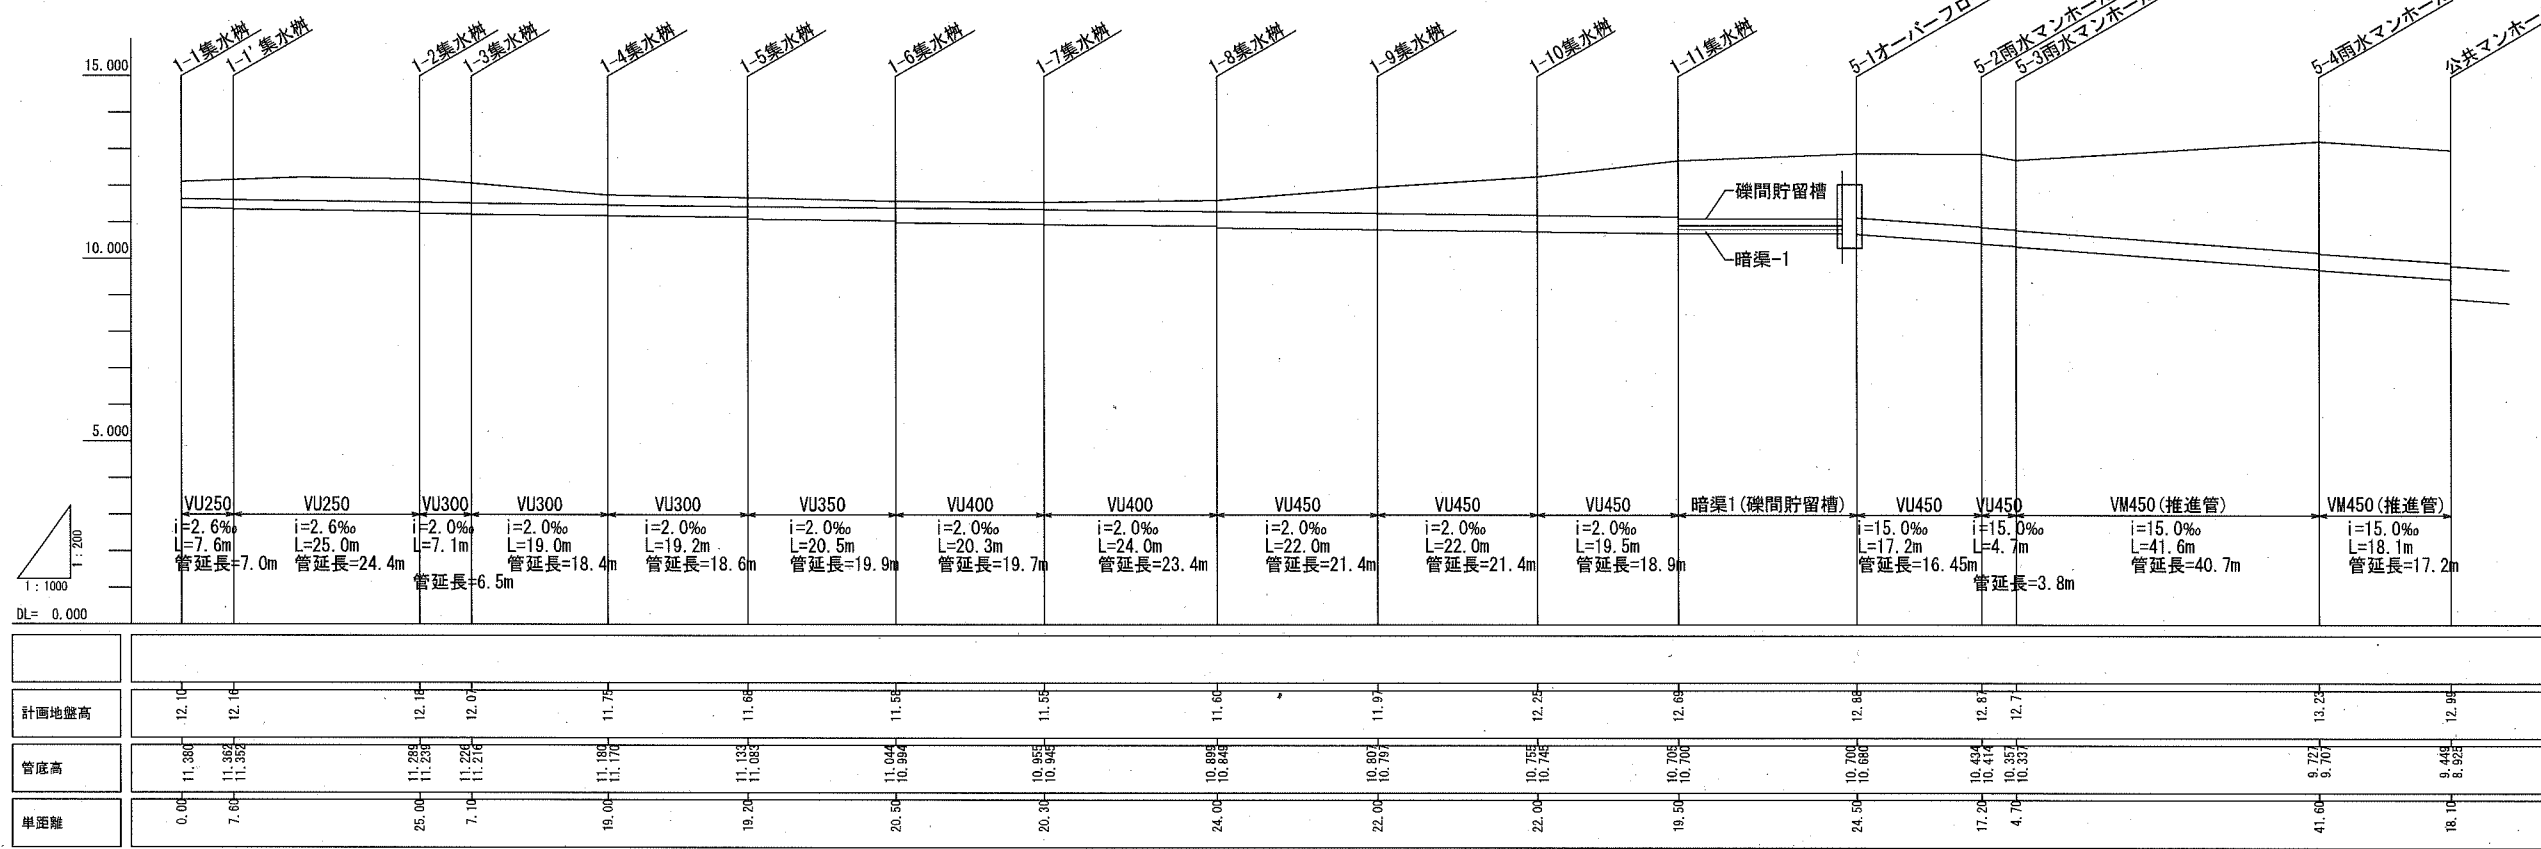 1-1集水桝
1-1'集水桝
1-2集水桝
1-3集水桝
1-4集水桝
1-5集水桝
1-6集水桝
1-7集水桝
1-8集水桝
1-9集水桝
1-10集水桝
1-11集水桝
5-1オーバーフロ
5-2雨水マンホール
5-3雨水マンホール
5-4雨水マンホール
公共マンホー
15.000
10.000
5.000
礫間貯留槽
暗渠-1
1:200
1:1000
DL= 0.000
VU250 VU250 VU300 VU300 VU300 VU350 VU400 VU400 VU450 VU450 VU450 暗渠1(礫間貯留槽) VU450 VU450 VM450(推進管) VM450(推進管)
i=2.6‰ i=2.6‰ i=2.0‰ i=2.0‰ i=2.0‰ i=2.0‰ i=2.0‰ i=2.0‰ i=2.0‰ i=2.0‰ i=2.0‰ i=15.0‰ i=15.0‰ i=15.0‰ i=15.0‰
L=7.6m L=25.0m L=7.1m L=19.0m L=19.2m L=20.5m L=20.3m L=24.0m L=22.0m L=22.0m L=19.5m L=17.2m L=4.7m L=41.6m L=18.1m
管延長=7.0m 管延長=24.4m 管延長=18.4m 管延長=18.6m 管延長=19.9m 管延長=19.7m 管延長=23.4m 管延長=21.4m 管延長=21.4m 管延長=18.9m 管延長=16.45m 管延長=40.7m 管延長=17.2m
管延長=6.5m 管延長=3.8m
計画地盤高 12.10 12.16 12.18 12.07 11.75 11.68 11.58 11.55 11.60 11.97 12.25 12.69 12.88 12.87 12.77 13.23 12.99
管底高 11.380 11.362 11.289 11.226 11.180 11.133 11.044 10.955 10.899 10.807 10.755 10.705 10.700 10.434 10.357 9.727 9.449
11.352 11.239 11.216 11.170 11.083 10.994 10.945 10.849 10.797 10.745 10.700 10.680 10.414 10.337 9.707 8.925
単距離 0.00 7.60 25.00 7.10 19.00 19.20 20.50 20.30 24.00 22.00 22.00 19.50 24.50 17.20 4.70 41.60 18.10